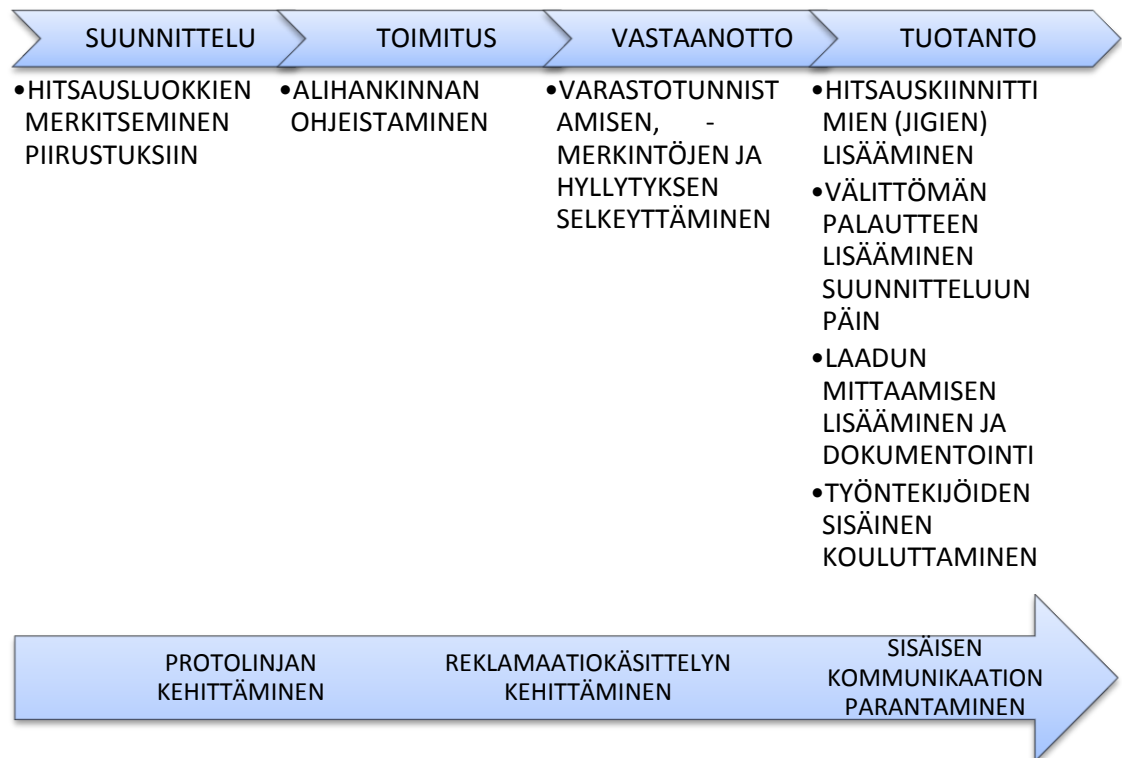 SUUNNITTELU
TOIMITUS
VASTAANOTTO
TUOTANTO
•HITSAUSLUOKKIEN
MERKITSEMINEN
PIIRUSTUKSIIN
•ALIHANKINNAN
OHJEISTAMINEN
•VARASTOTUNNIST
AMISEN, -
MERKINTÖJEN JA
HYLLYTYKSEN
SELKEYTTÄMINEN
•HITSAUSKIINNITTI
MIEN (JIGIEN)
LISÄÄMINEN
•VÄLITTÖMÄN
PALAUTTEEN
LISÄÄMINEN
SUUNNITTELUUN
PÄIN
•LAADUN
MITTAAMISEN
LISÄÄMINEN JA
DOKUMENTOINTI
•TYÖNTEKIJÖIDEN
SISÄINEN
KOULUTTAMINEN
PROTOLINJAN
KEHITTÄMINEN
REKLAMAATIOKÄSITTELYN
KEHITTÄMINEN
SISÄISEN
KOMMUNIKAATION
PARANTAMINEN